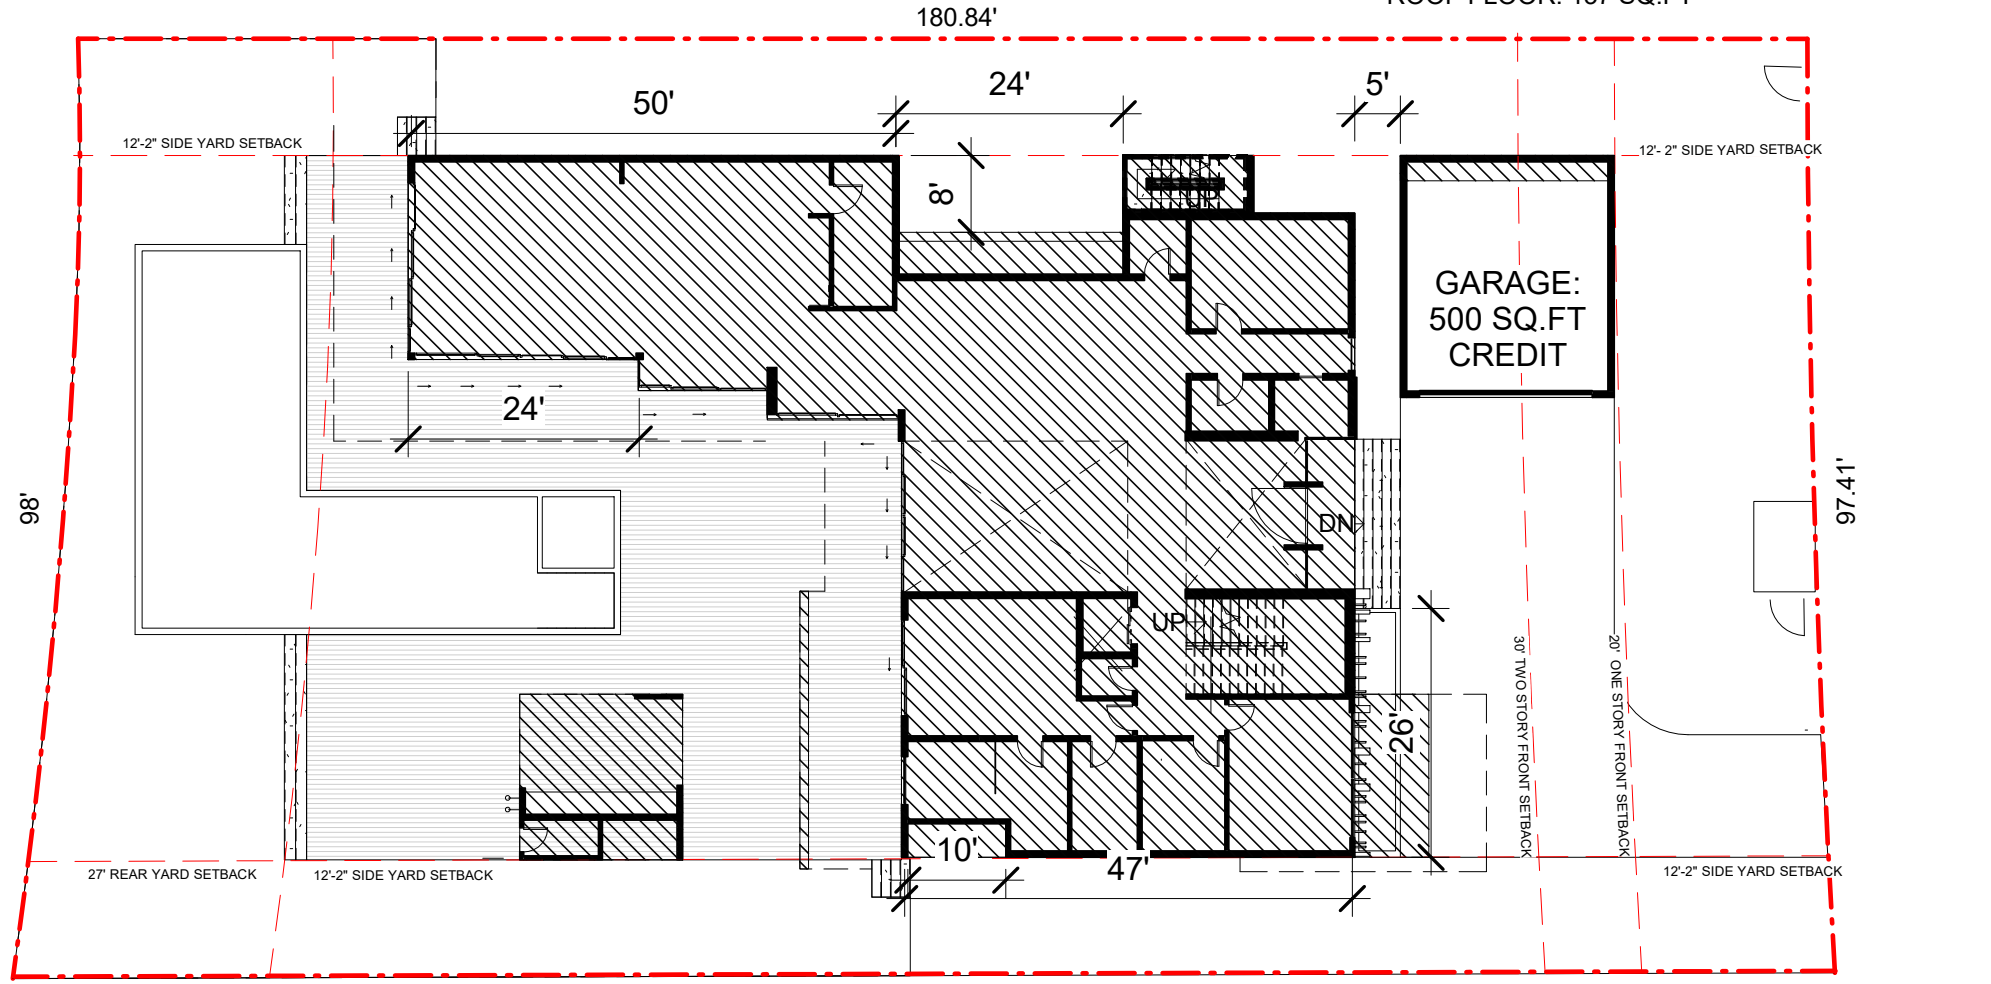 180.84'
50'
24'
5'
12'-2" SIDE YARD SETBACK
12'- 2" SIDE YARD SETBACK
8'
GARAGE:
500 SQ.FT
CREDIT
24'
98'
97.41'
DN
UP
30' TWO STORY FRONT SETBACK
20' ONE STORY FRONT SETBACK
26'
10'
47'
27' REAR YARD SETBACK
12'-2" SIDE YARD SETBACK
12'-2" SIDE YARD SETBACK